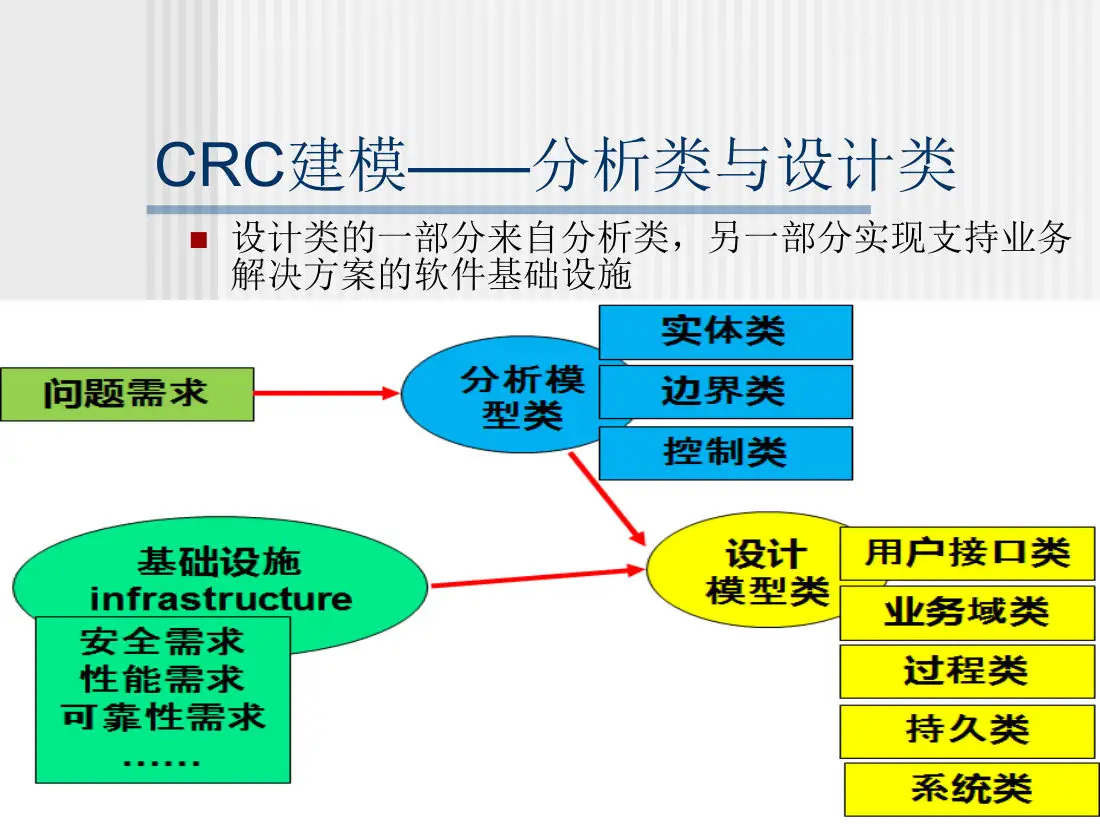 CRC建模——分析类与设计类
设计类的一部分来自分析类，另一部分实现支持业务
解决方案的软件基础设施
问题需求
分析模
型类
实体类
边界类
控制类
基础设施
infrastructure
安全需求
性能需求
可靠性需求
……
设计
模型类
用户接口类
业务域类
过程类
持久类
系统类